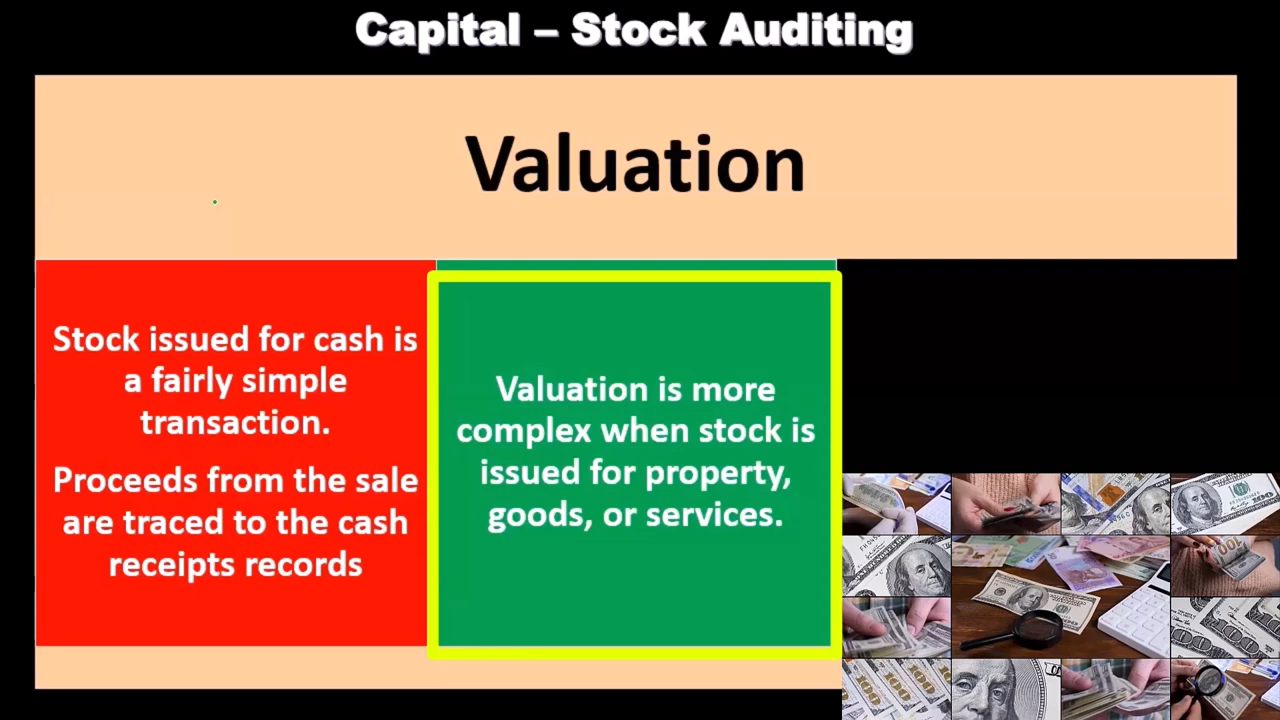 Capital – Stock Auditing
Valuation
Stock issued for cash is
a fairly simple
transaction.
Proceeds from the sale
are traced to the cash
receipts records
Valuation is more
complex when stock is
issued for property,
goods, or services.